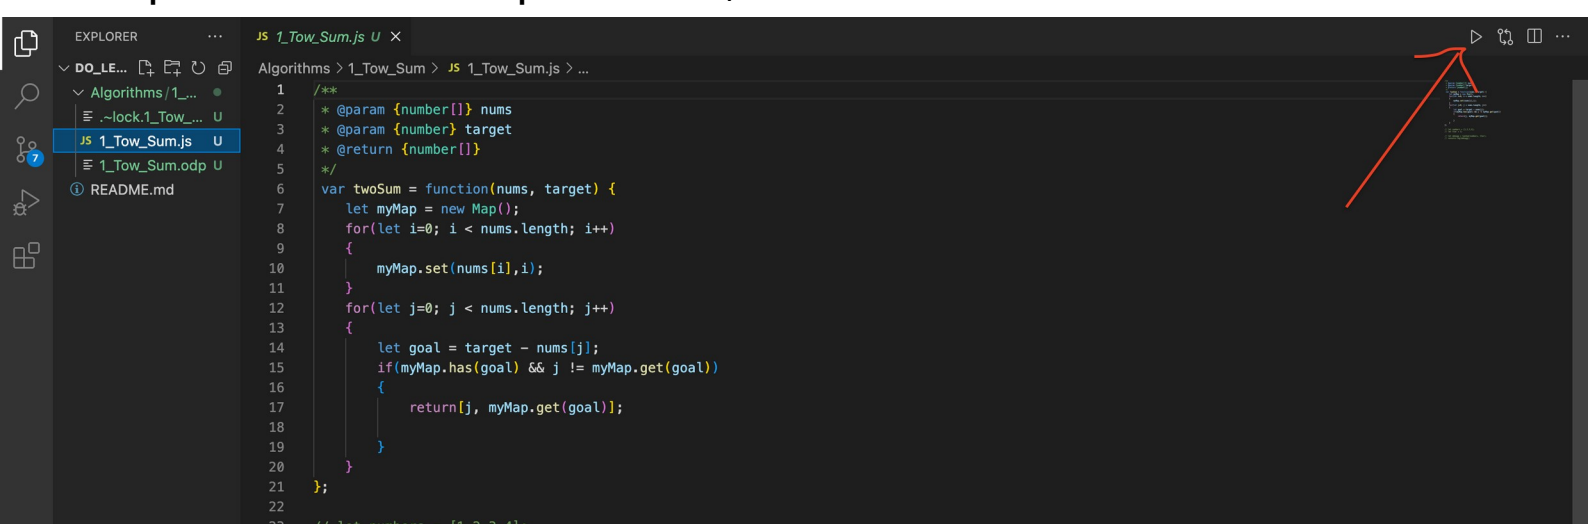 EXPLORER
JS 1_Tow_Sum.js U
DO_LE...
Algorithms > 1_Tow_Sum > JS 1_Tow_Sum.js > ...
Algorithms/1_...
.~lock.1_Tow_... U
JS 1_Tow_Sum.js U
1_Tow_Sum.odp U
README.md
7
1 /**
2 * @param {number[]} nums
3 * @param {number} target
4 * @return {number[]}
5 */
6 var twoSum = function(nums, target) {
7 let myMap = new Map();
8 for(let i=0; i < nums.length; i++)
9 {
10 myMap.set(nums[i],i);
11 }
12 for(let j=0; j < nums.length; j++)
13 {
14 let goal = target - nums[j];
15 if(myMap.has(goal) && j != myMap.get(goal))
16 {
17 return[j, myMap.get(goal)];
18
19 }
20 }
21 };
22